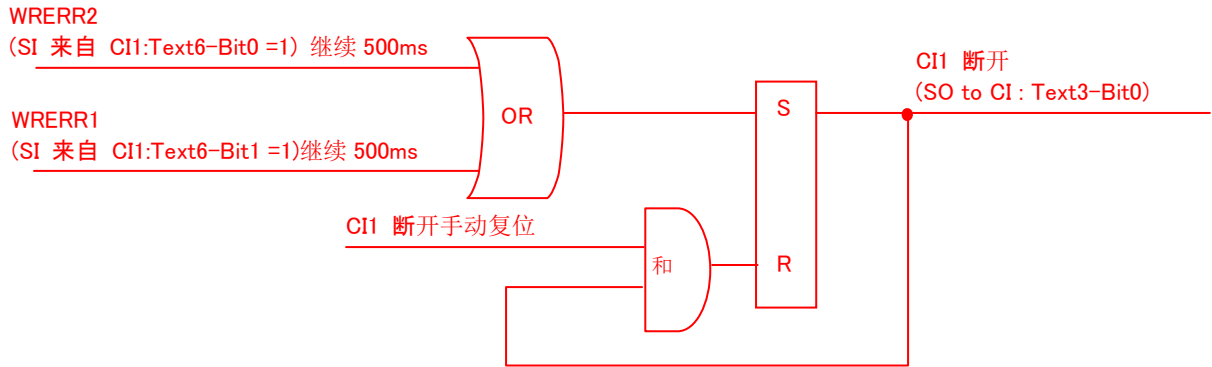 WRERR2
(SI 来自 CI1:Text6-Bit0 =1) 继续 500ms
CI1 断开
(SO to CI : Text3-Bit0)
OR
S
WRERR1
(SI 来自 CI1:Text6-Bit1 =1)继续 500ms
CI1 断开手动复位
和
R